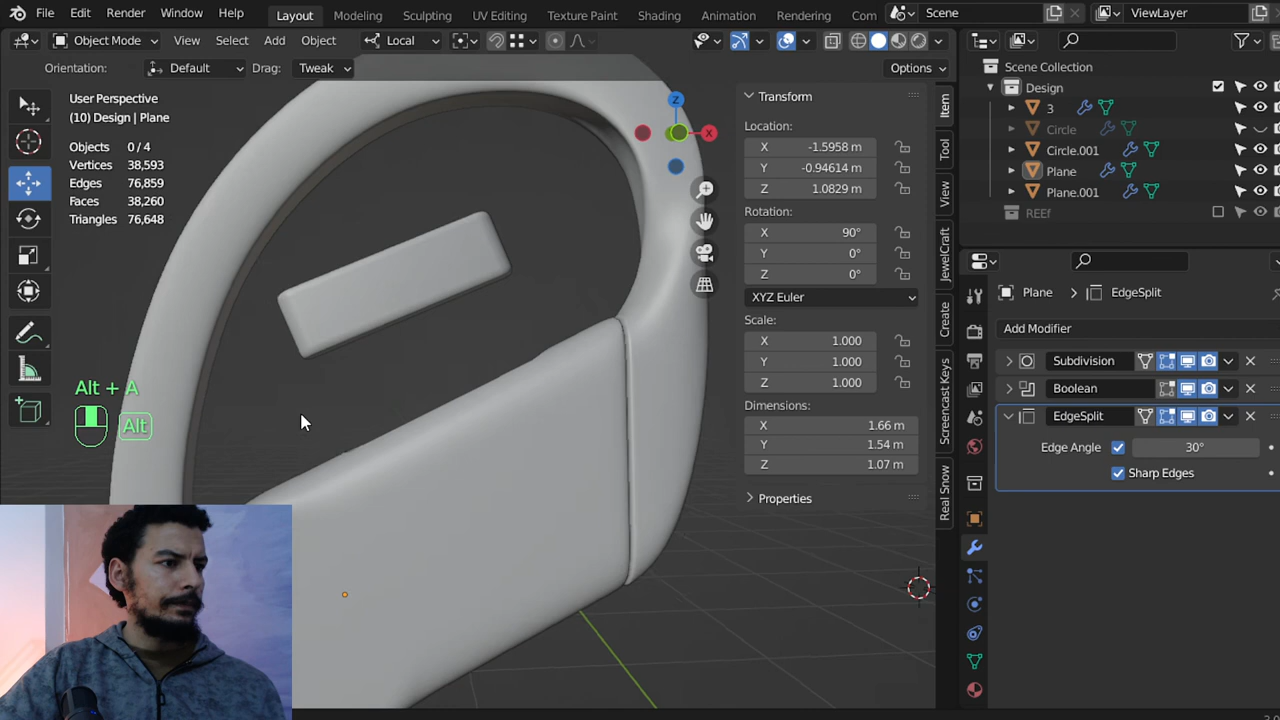 File Edit Render Window Help Layout Modeling Sculpting UV Editing Texture Paint Shading Animation Rendering Com Scene ViewLayer
Object Mode View Select Add Object Local
Orientation: Default Drag: Tweak Options
User Perspective
(10) Design | Plane
Objects 0/4
Vertices 38,593
Edges 76,859
Faces 38,260
Triangles 76,648
Z
X
Alt + A
Alt
Transform
Location:
X -1.5958 m
Y -0.94614 m
Z 1.0829 m
Rotation:
X 90°
Y 0°
Z 0°
XYZ Euler
Scale:
X 1.000
Y 1.000
Z 1.000
Dimensions:
X 1.66 m
Y 1.54 m
Z 1.07 m
Properties
Item
Tool
View
JewelCraft
Create
Screencast Keys
Real Snow
Scene Collection
Design
3
Circle
Circle.001
Plane
Plane.001
REEf
Plane > EdgeSplit
Add Modifier
Subdivision
Boolean
EdgeSplit
Edge Angle 30°
Sharp Edges